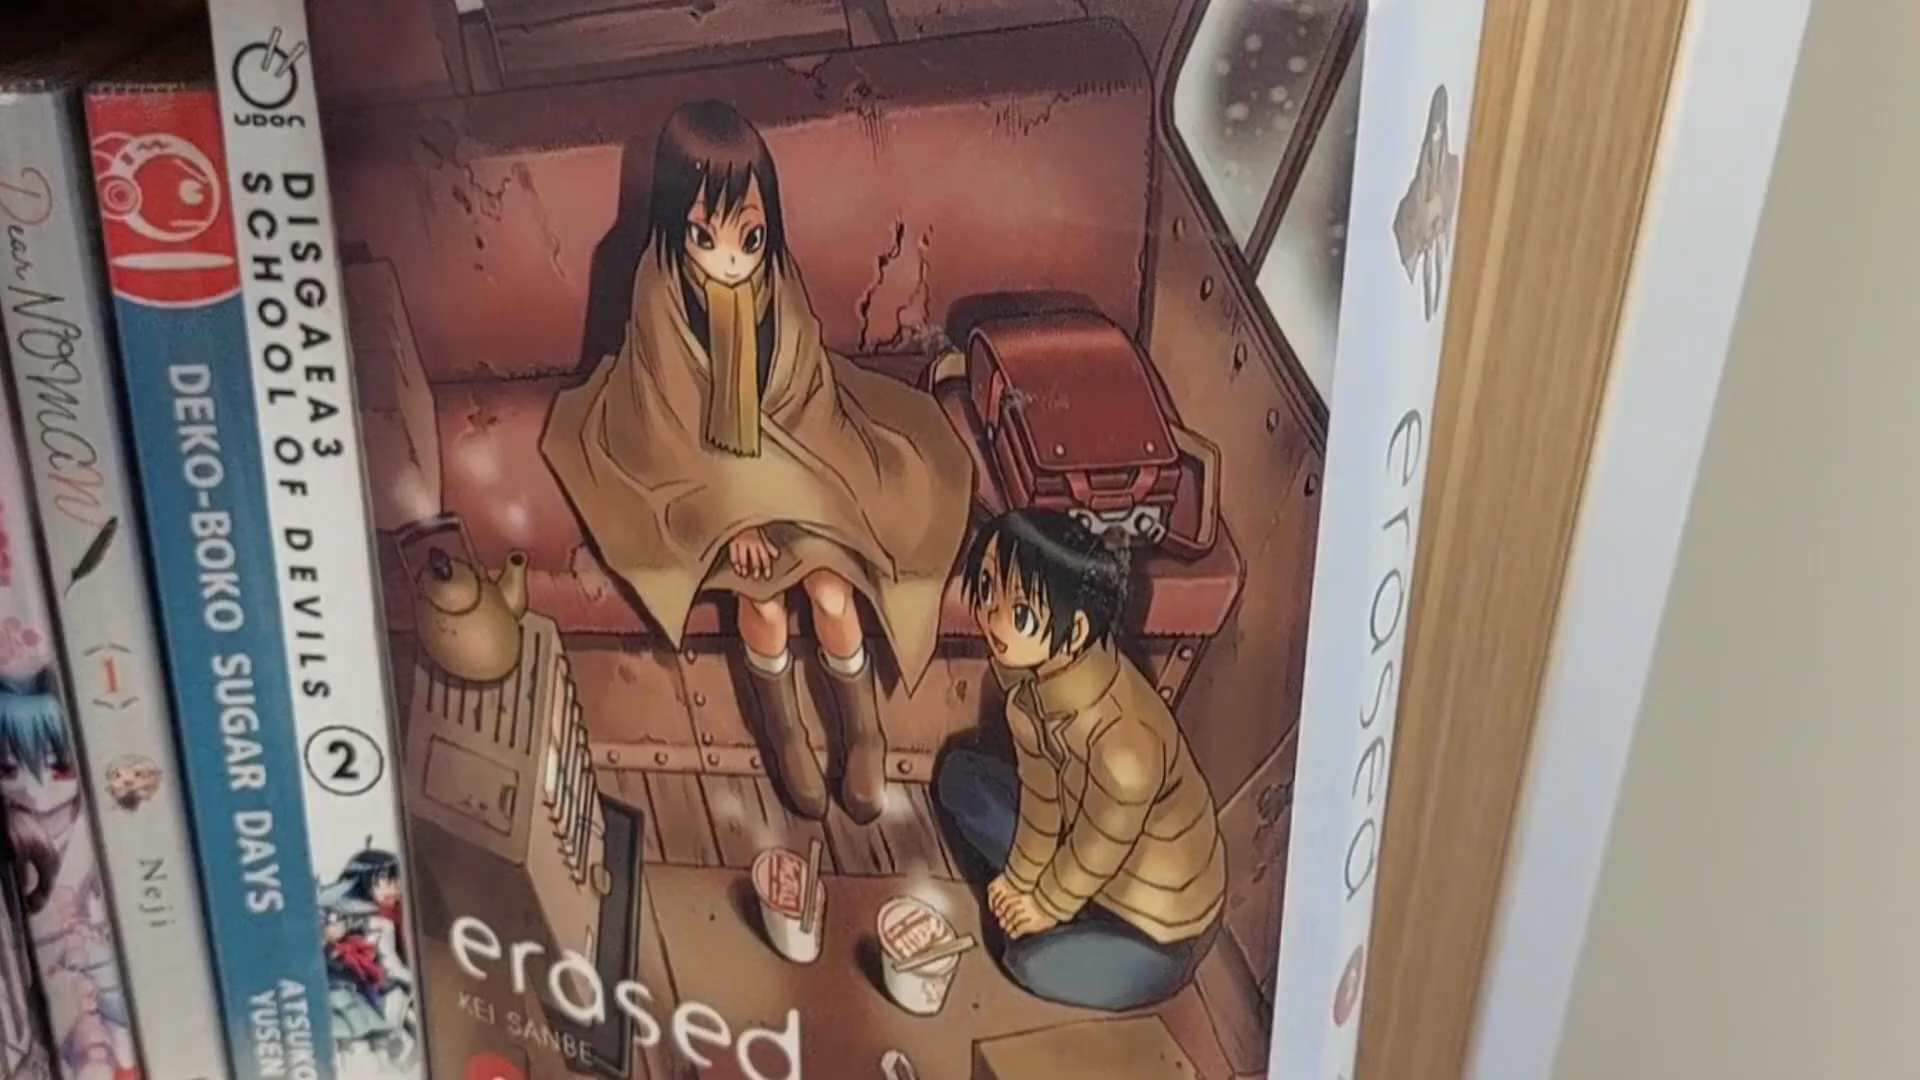 Dear NOMAN
1
Neji
DEKO-BOKO SUGAR DAYS
ATSUKO
YUSEN
UDON
DISGAEA 3
SCHOOL OF DEVILS
2
erased
KEI SANBE
erased